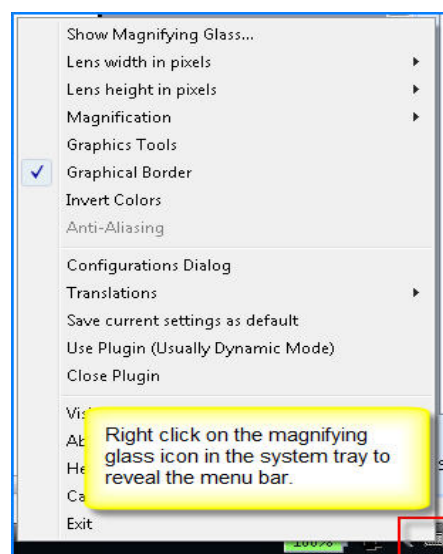 Show Magnifying Glass...
Lens width in pixels
Lens height in pixels
Magnification
Graphics Tools
Graphical Border
Invert Colors
Anti-Aliasing
Configurations Dialog
Translations
Save current settings as default
Use Plugin (Usually Dynamic Mode)
Close Plugin
Right click on the magnifying
glass icon in the system tray to
reveal the menu bar.
Exit
100%